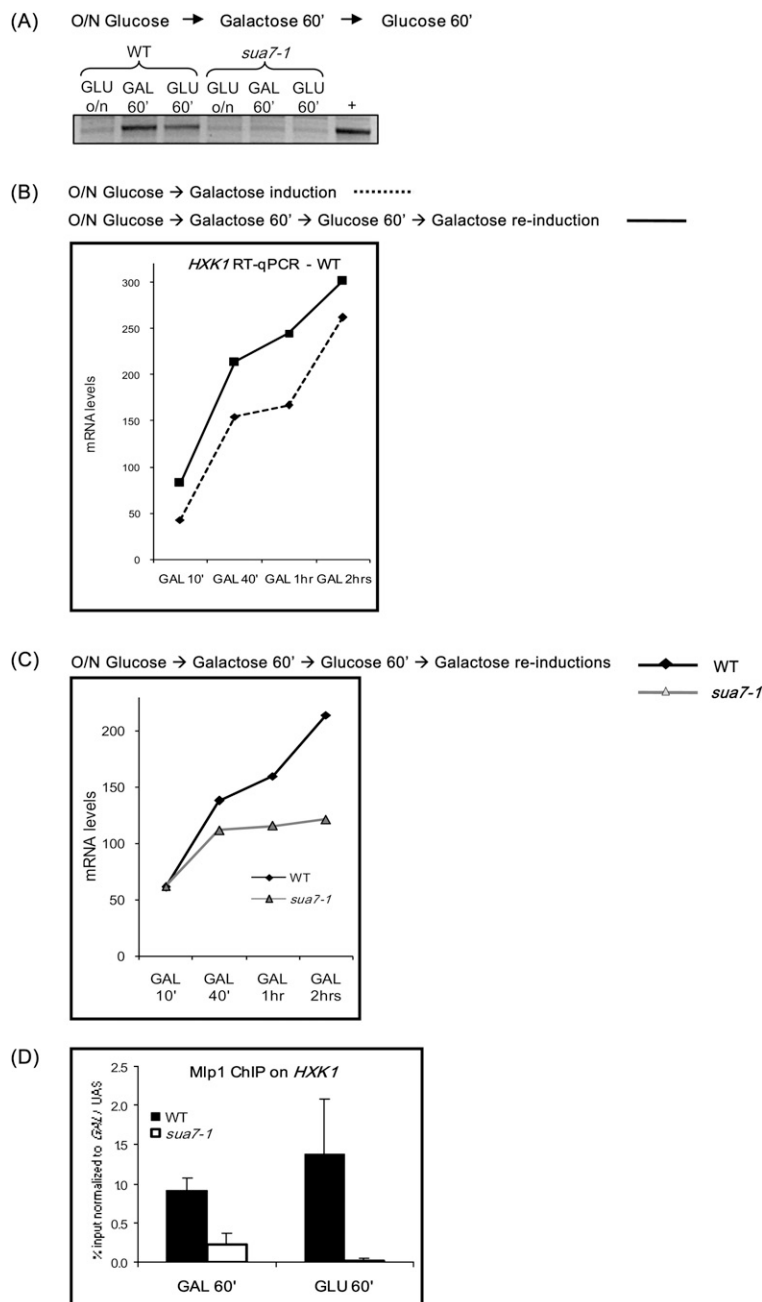 (A) O/N Glucose → Galactose 60' → Glucose 60'
WT sua7-1
GLU GAL GLU GLU GAL GLU
o/n 60' 60' o/n 60' 60' +
(B) O/N Glucose → Galactose induction
O/N Glucose → Galactose 60' → Glucose 60' → Galactose re-induction
HXK1 RT-qPCR - WT
300
250
200
150
100
50
0
mRNA levels
GAL 10' GAL 40' GAL 1hr GAL 2hrs
(C) O/N Glucose → Galactose 60' → Glucose 60' → Galactose re-inductions
WT
sua7-1
200
150
100
50
0
mRNA levels
WT
sua7-1
GAL GAL GAL GAL
10' 40' 1hr 2hrs
(D)
Mlp1 ChIP on HXK1
2.5
2.0
1.5
1.0
0.5
0.0
% input normalized to GAL1 UAS
WT
sua7-1
GAL 60' GLU 60'